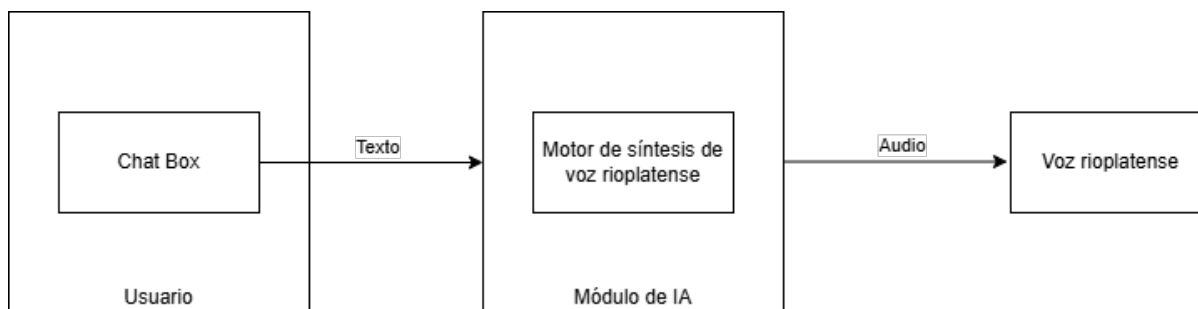 Chat Box
Texto
Motor de síntesis de
voz rioplatense
Audio
Voz rioplatense
Usuario
Módulo de IA